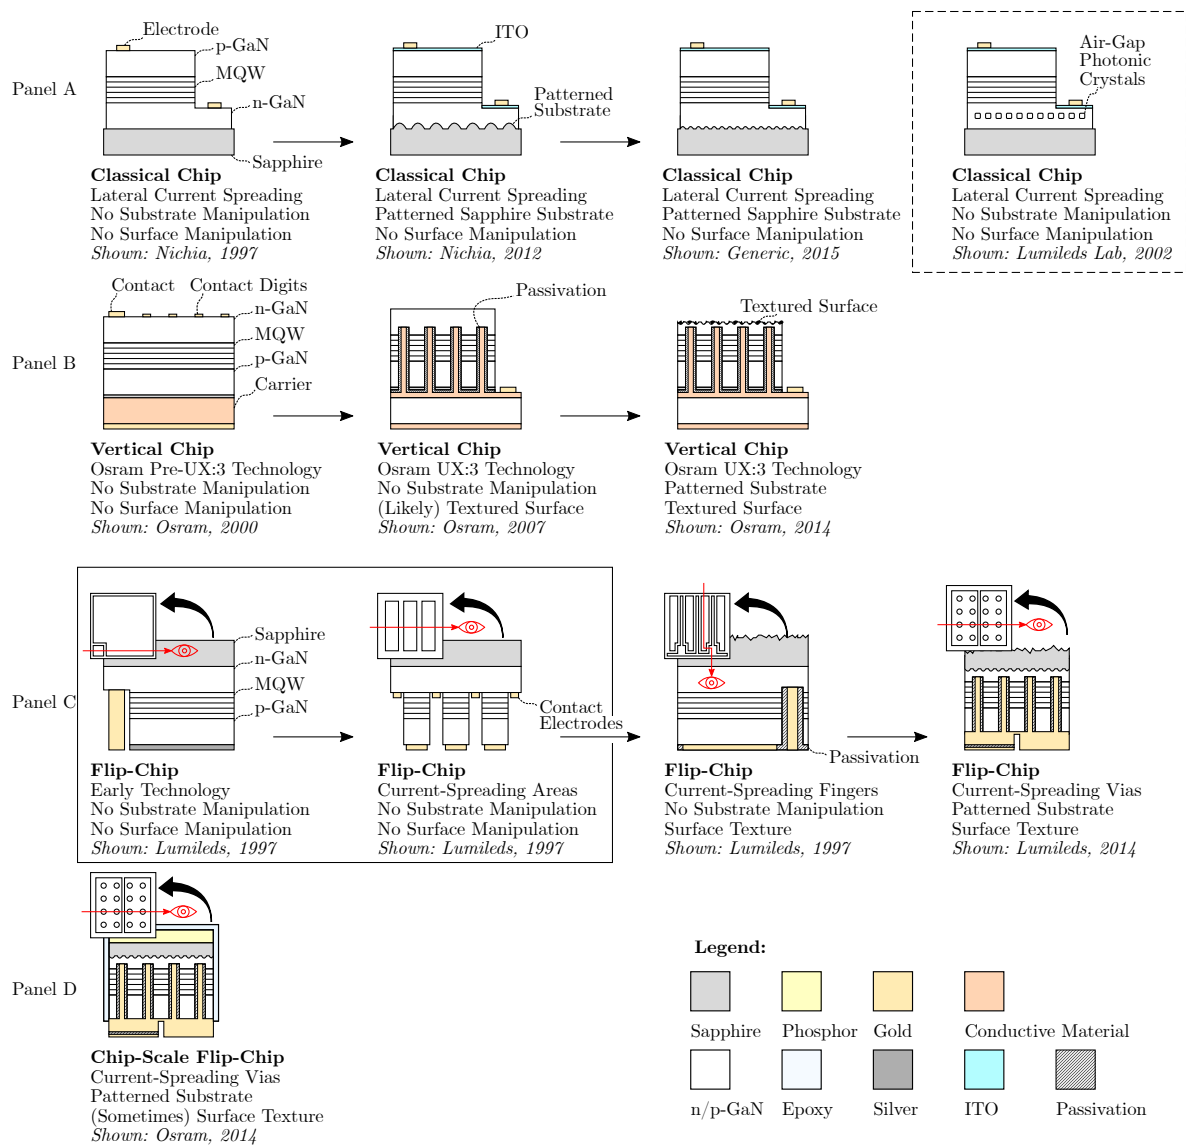 Panel A
Electrode
p-GaN
MQW
n-GaN
Sapphire
Classical Chip
Lateral Current Spreading
No Substrate Manipulation
No Surface Manipulation
Shown: Nichia, 1997
ITO
Patterned
Substrate
Classical Chip
Lateral Current Spreading
Patterned Sapphire Substrate
No Surface Manipulation
Shown: Nichia, 2012
Classical Chip
Lateral Current Spreading
Patterned Sapphire Substrate
No Surface Manipulation
Shown: Generic, 2015
Air-Gap
Photonic
Crystals
Classical Chip
Lateral Current Spreading
No Substrate Manipulation
No Surface Manipulation
Shown: Lumileds Lab, 2002
Panel B
Contact
Contact Digits
n-GaN
MQW
p-GaN
Carrier
Vertical Chip
Osram Pre-UX:3 Technology
No Substrate Manipulation
No Surface Manipulation
Shown: Osram, 2000
Passivation
Vertical Chip
Osram UX:3 Technology
No Substrate Manipulation
(Likely) Textured Surface
Shown: Osram, 2007
Textured Surface
Vertical Chip
Osram UX:3 Technology
Patterned Substrate
Textured Surface
Shown: Osram, 2014
Panel C
Sapphire
n-GaN
MQW
p-GaN
Flip-Chip
Early Technology
No Substrate Manipulation
No Surface Manipulation
Shown: Lumileds, 1997
Contact
Electrodes
Flip-Chip
Current-Spreading Areas
No Substrate Manipulation
No Surface Manipulation
Shown: Lumileds, 1997
Passivation
Flip-Chip
Current-Spreading Fingers
No Substrate Manipulation
Surface Texture
Shown: Lumileds, 1997
Flip-Chip
Current-Spreading Vias
Patterned Substrate
Surface Texture
Shown: Lumileds, 2014
Panel D
Chip-Scale Flip-Chip
Current-Spreading Vias
Patterned Substrate
(Sometimes) Surface Texture
Shown: Osram, 2014
Legend:
Sapphire
Phosphor
Gold
Conductive Material
n/p-GaN
Epoxy
Silver
ITO
Passivation